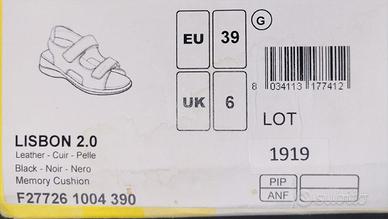 EU 39 G
8 034113 177412
UK 6
LOT
1919
LISBON 2.0
Leather - Cuir - Pelle
Black - Noir - Nero
Memory Cushion
F27726 1004 390
PIP
ANF
subito